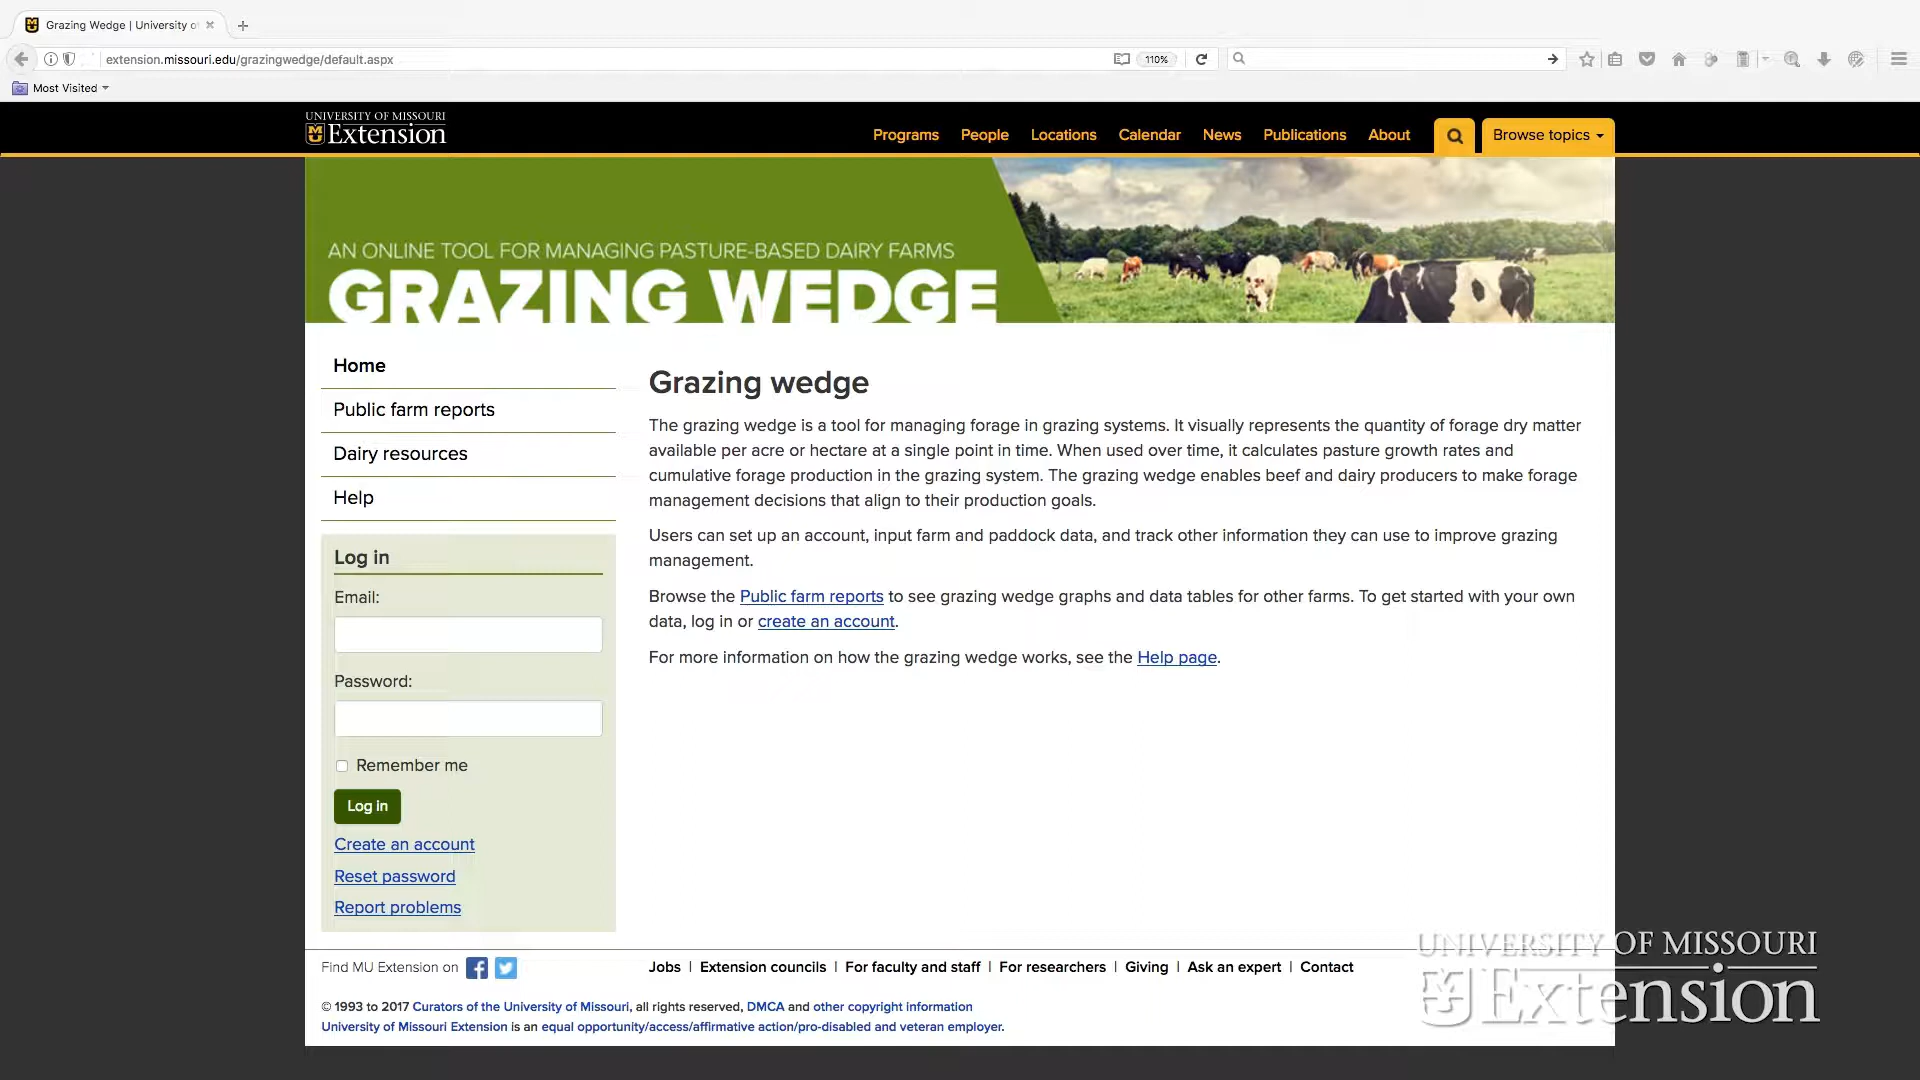 Grazing Wedge | University o
extension.missouri.edu/grazingwedge/default.aspx
110%
Most Visited
UNIVERSITY OF MISSOURI
Extension
Programs
People
Locations
Calendar
News
Publications
About
Browse topics
AN ONLINE TOOL FOR MANAGING PASTURE-BASED DAIRY FARMS
GRAZING WEDGE
Home
Public farm reports
Dairy resources
Help
Log in
Email:
Password:
Remember me
Log in
Create an account
Reset password
Report problems
Grazing wedge
The grazing wedge is a tool for managing forage in grazing systems. It visually represents the quantity of forage dry matter
available per acre or hectare at a single point in time. When used over time, it calculates pasture growth rates and
cumulative forage production in the grazing system. The grazing wedge enables beef and dairy producers to make forage
management decisions that align to their production goals.
Users can set up an account, input farm and paddock data, and track other information they can use to improve grazing
management.
Browse the Public farm reports to see grazing wedge graphs and data tables for other farms. To get started with your own
data, log in or create an account.
For more information on how the grazing wedge works, see the Help page.
Find MU Extension on
Jobs | Extension councils | For faculty and staff | For researchers | Giving | Ask an expert | Contact
© 1993 to 2017 Curators of the University of Missouri, all rights reserved, DMCA and other copyright information
University of Missouri Extension is an equal opportunity/access/affirmative action/pro-disabled and veteran employer.
UNIVERSITY OF MISSOURI
Extension